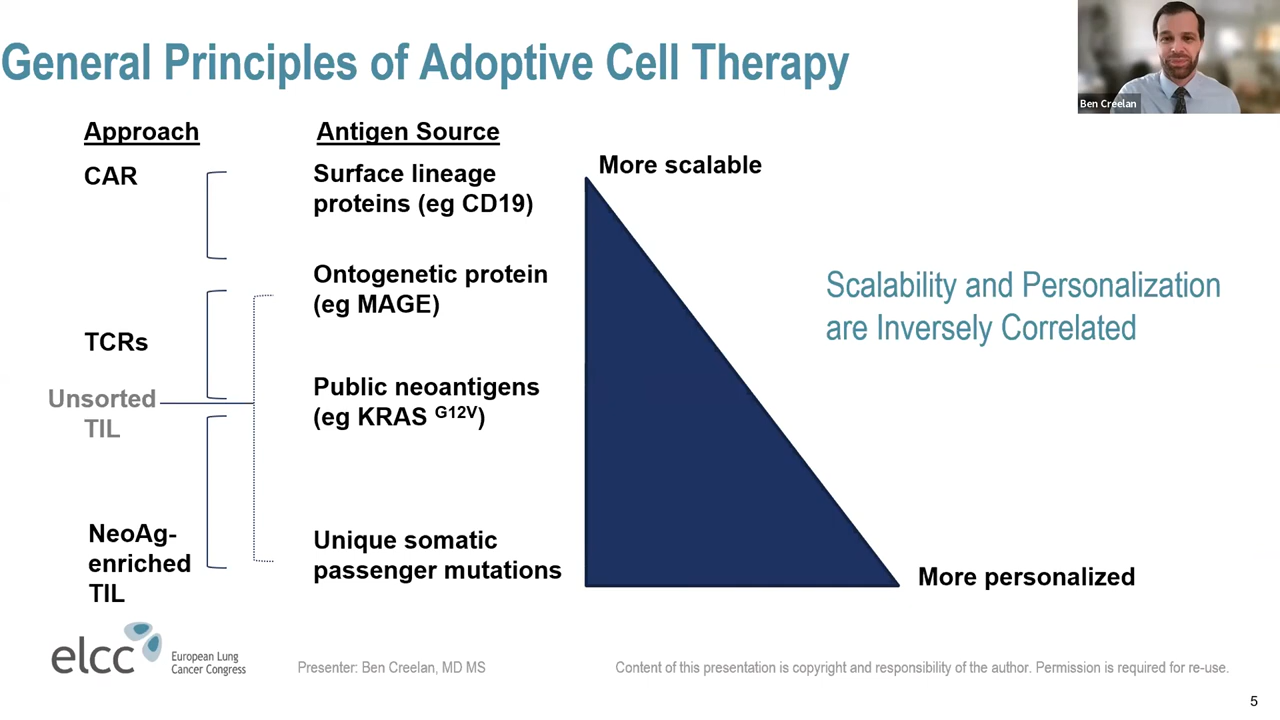 General Principles of Adoptive Cell Therapy
Ben Creelan
Approach
Antigen Source
CAR
Surface lineage
proteins (eg CD19)
More scalable
Ontogenetic protein
(eg MAGE)
Scalability and Personalization
are Inversely Correlated
TCRs
Unsorted
TIL
Public neoantigens
(eg KRAS G12V)
NeoAg-
enriched
TIL
Unique somatic
passenger mutations
More personalized
elcc
European Lung
Cancer Congress
Presenter: Ben Creelan, MD MS
Content of this presentation is copyright and responsibility of the author. Permission is required for re-use.
5